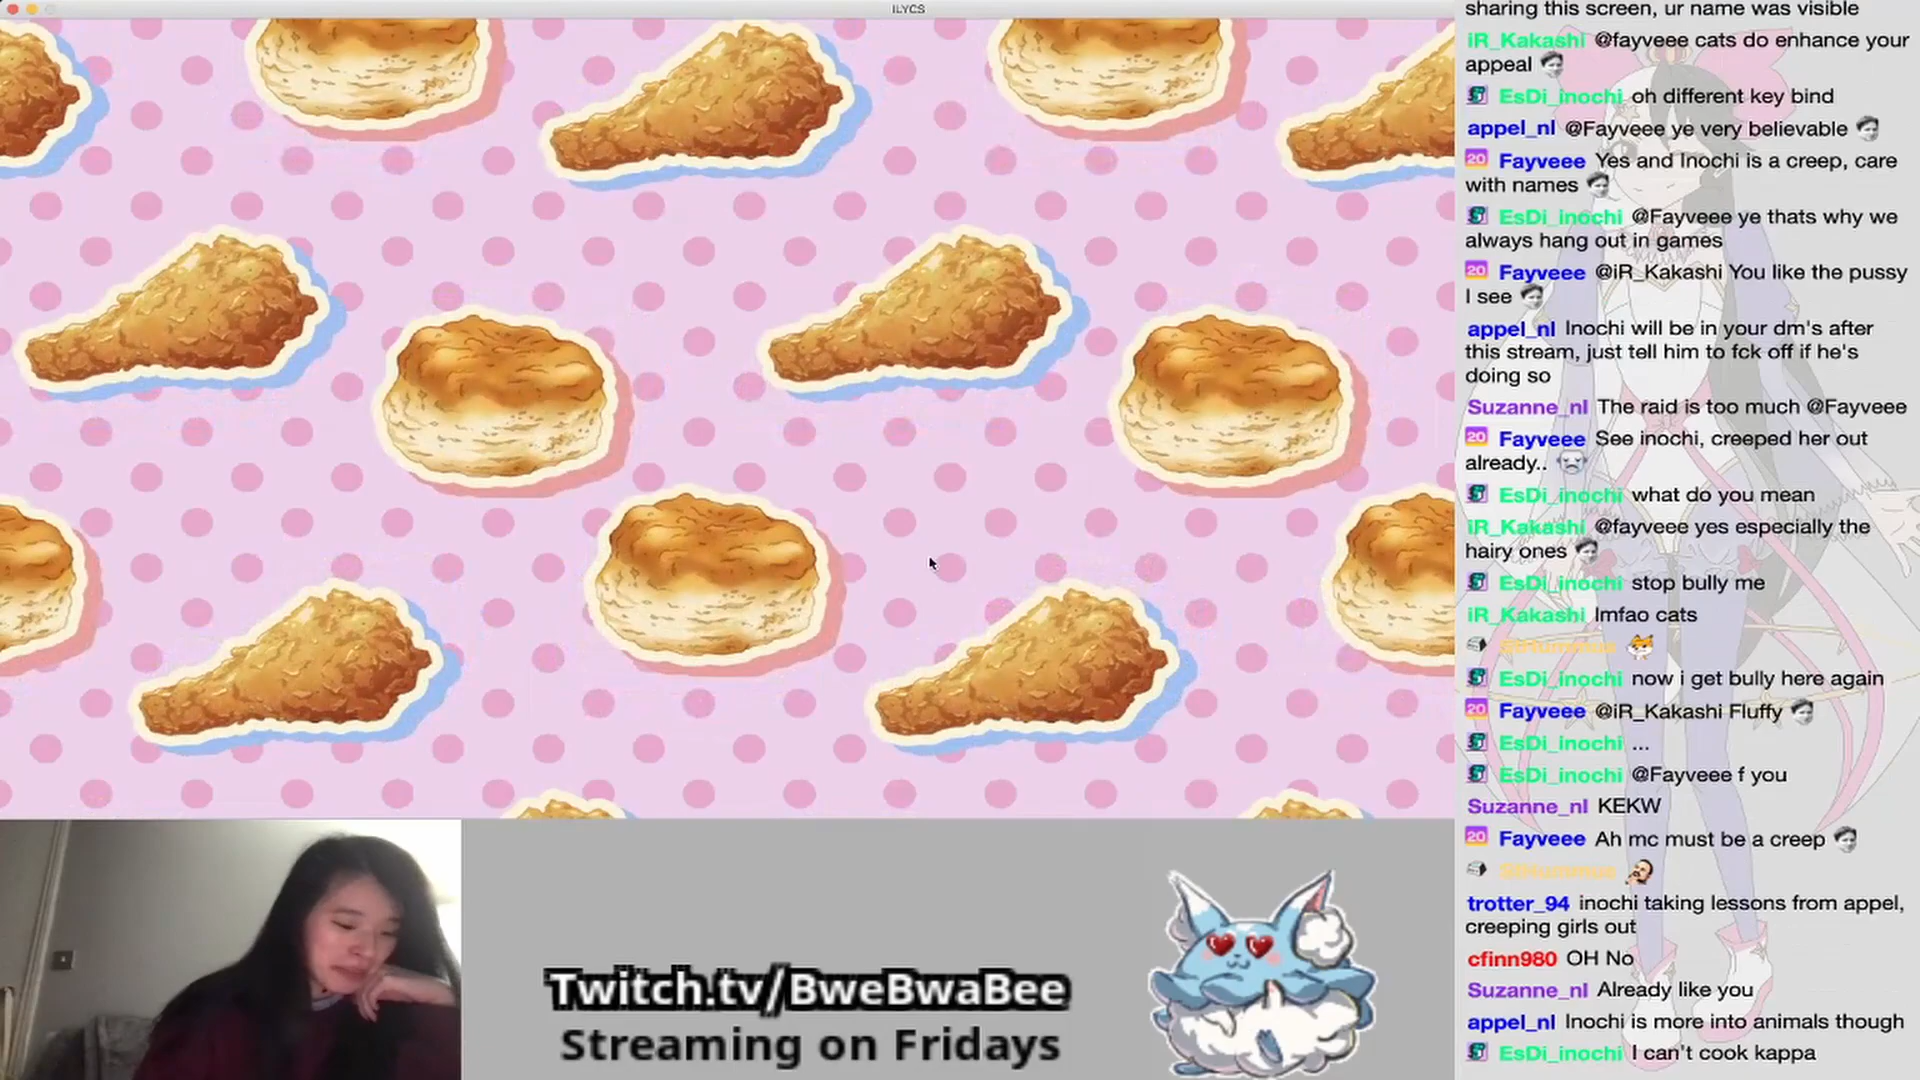 ILYCS
sharing this screen, ur name was visible
iR_Kakashi @fayveee cats do enhance your
appeal
EsDi_inochi oh different key bind
appel_nl @Fayveee ye very believable
20 Fayveee Yes and Inochi is a creep, care
with names
EsDi_inochi @Fayveee ye thats why we
always hang out in games
20 Fayveee @iR_Kakashi You like the pussy
I see
appel_nl Inochi will be in your dm's after
this stream, just tell him to fck off if he's
doing so
Suzanne_nl The raid is too much @Fayveee
20 Fayveee See inochi, creeped her out
already..
EsDi_inochi what do you mean
iR_Kakashi @fayveee yes especially the
hairy ones
EsDi_inochi stop bully me
iR_Kakashi lmfao cats
EsDi_inochi now i get bully here again
20 Fayveee @iR_Kakashi Fluffy
EsDi_inochi ...
EsDi_inochi @Fayveee f you
Suzanne_nl KEKW
20 Fayveee Ah mc must be a creep
trotter_94 inochi taking lessons from appel,
creeping girls out
cfinn980 OH No
Suzanne_nl Already like you
appel_nl Inochi is more into animals though
EsDi_inochi I can't cook kappa
Twitch.tv/BweBwaBee
Streaming on Fridays